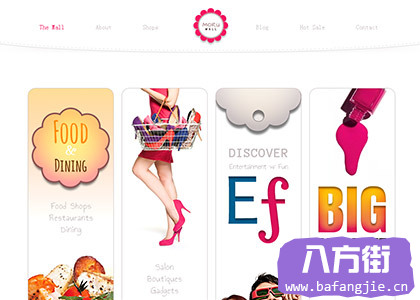 The Mall
About
Shops
MORU
MALL
Blog
Hot Sale
Contact
FOOD
&
DINING
Food Shops
Restaurants
Dining
Salon
Boutiques
Gadgets
DISCOVER
Entertainment w Fun
Ef
BIG
八方街
www.bafangjie.cn